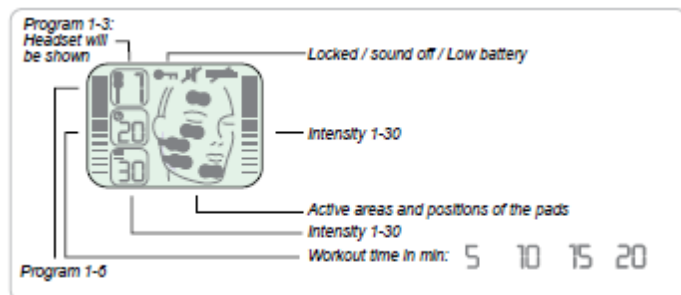 Program 1-3:
Headset will
be shown
Locked / sound off / Low battery
1
20
30
Intensity 1-30
Active areas and positions of the pads
Intensity 1-30
Workout time in min: 5 10 15 20
Program 1-6